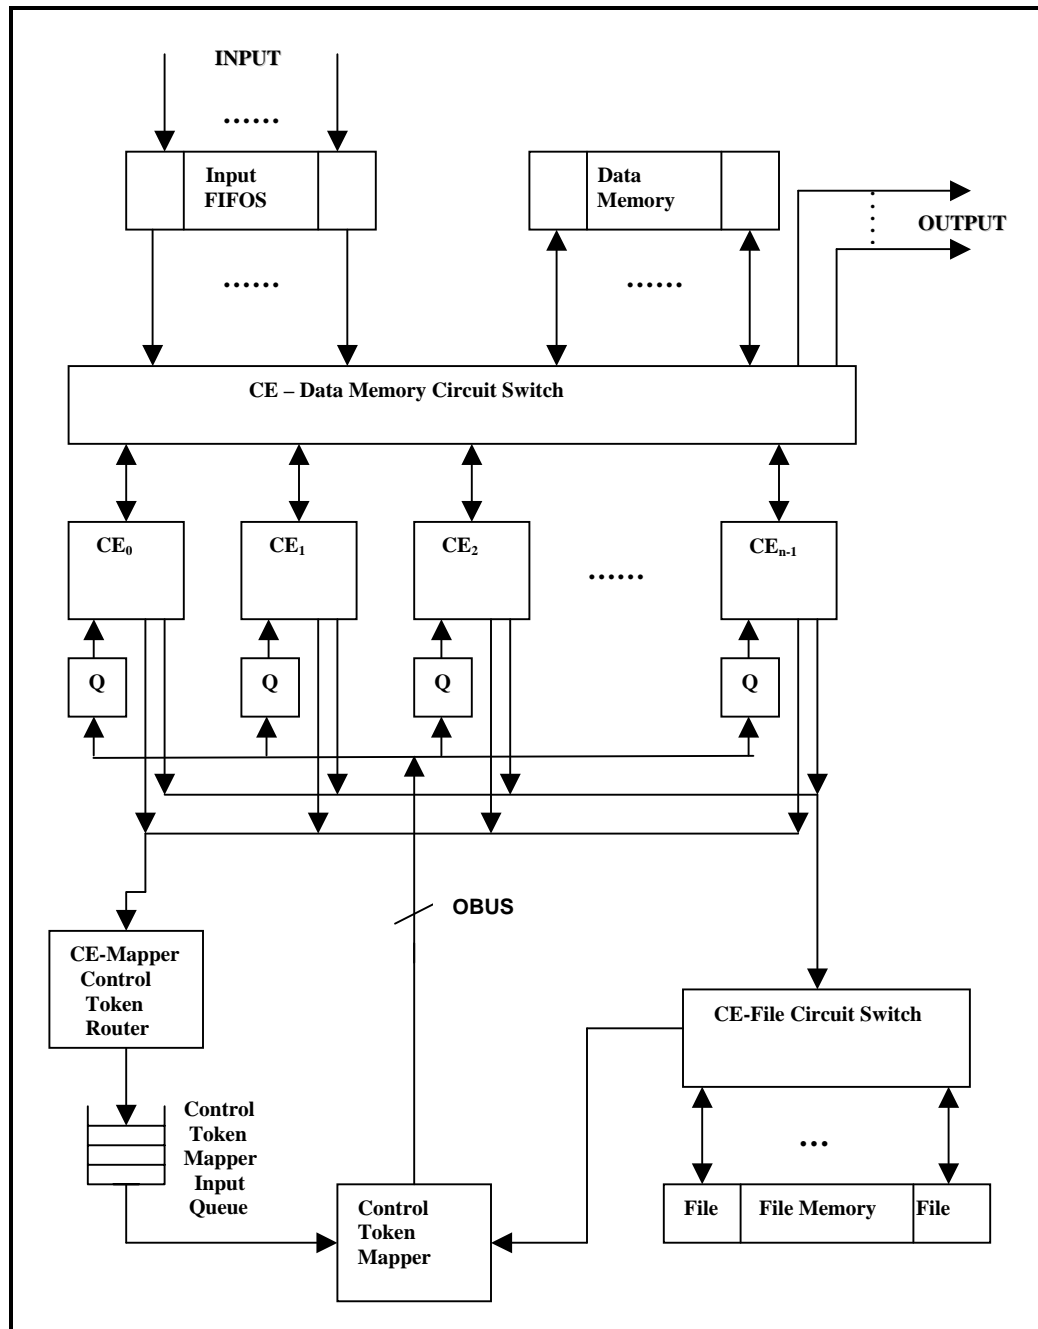 INPUT
......
Input
FIFOS
Data
Memory
OUTPUT
......
......
CE – Data Memory Circuit Switch
CE0
CE1
CE2
CEn-1
......
Q
Q
Q
Q
OBUS
CE-Mapper
Control
Token
Router
CE-File Circuit Switch
Control
Token
Mapper
Input
Queue
...
Control
Token
Mapper
File
File Memory
File